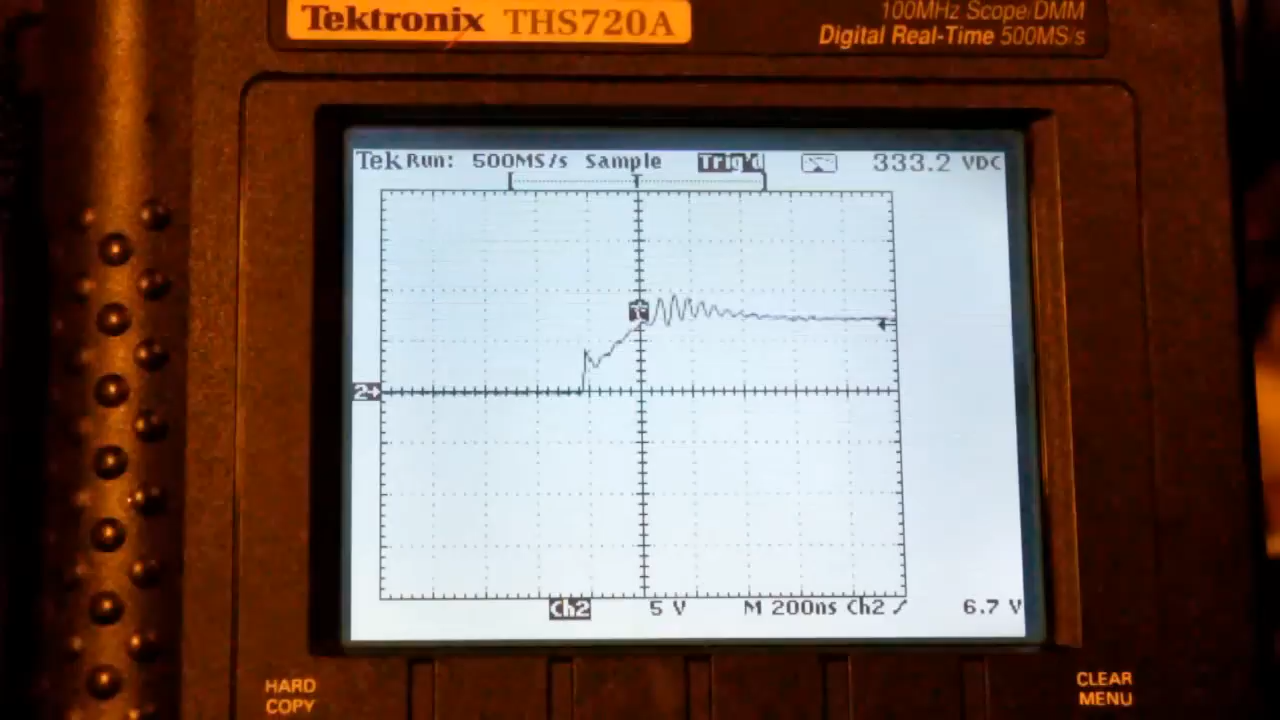 Tektronix THS720A
100MHz Scope/DMM
Digital Real-Time 500MS/s
Tek Run: 500MS/s Sample Trig'd 333.2 VDC
2
Ch2 5 V M 200ns Ch2 6.7 V
HARD
COPY
CLEAR
MENU